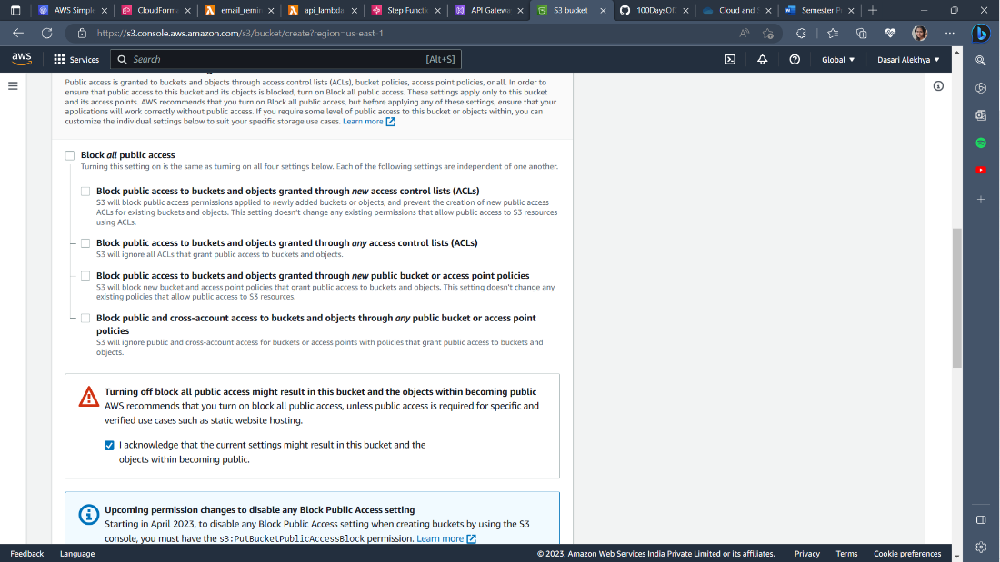 AWS Simple
CloudForm
email_remin
api_lambda
Step Functi
API Gatewa
S3 bucket
100DaysOf
Cloud and S
Semester P
https://s3.console.aws.amazon.com/s3/bucket/create?region=us-east-1
aws
Services
Search
[Alt+S]
Global
Dasari Alekhya
Public access is granted to buckets and objects through access control lists (ACLs), bucket policies, access point policies, or all. In order to
ensure that public access to this bucket and its objects is blocked, turn on Block all public access. These settings apply only to this bucket
and its access points. AWS recommends that you turn on Block all public access, but before applying any of these settings, ensure that your
applications will work correctly without public access. If you require some level of public access to this bucket or objects within, you can
customize the individual settings below to suit your specific storage use cases. Learn more
Block all public access
Turning this setting on is the same as turning on all four settings below. Each of the following settings are independent of one another.
Block public access to buckets and objects granted through new access control lists (ACLs)
S3 will block public access permissions applied to newly added buckets or objects, and prevent the creation of new public access
ACLs for existing buckets and objects. This setting doesn't change any existing permissions that allow public access to S3 resources
using ACLs.
Block public access to buckets and objects granted through any access control lists (ACLs)
S3 will ignore all ACLs that grant public access to buckets and objects.
Block public access to buckets and objects granted through new public bucket or access point policies
S3 will block new bucket and access point policies that grant public access to buckets and objects. This setting doesn't change any
existing policies that allow public access to S3 resources.
Block public and cross-account access to buckets and objects through any public bucket or access point
policies
S3 will ignore public and cross-account access for buckets or access points with policies that grant public access to buckets and
objects.
Turning off block all public access might result in this bucket and the objects within becoming public
AWS recommends that you turn on block all public access, unless public access is required for specific and
verified use cases such as static website hosting.
I acknowledge that the current settings might result in this bucket and the
objects within becoming public.
Upcoming permission changes to disable any Block Public Access setting
Starting in April 2023, to disable any Block Public Access setting when creating buckets by using the S3
console, you must have the s3:PutBucketPublicAccessBlock permission. Learn more
Feedback
Language
© 2023, Amazon Web Services India Private Limited or its affiliates.
Privacy
Terms
Cookie preferences